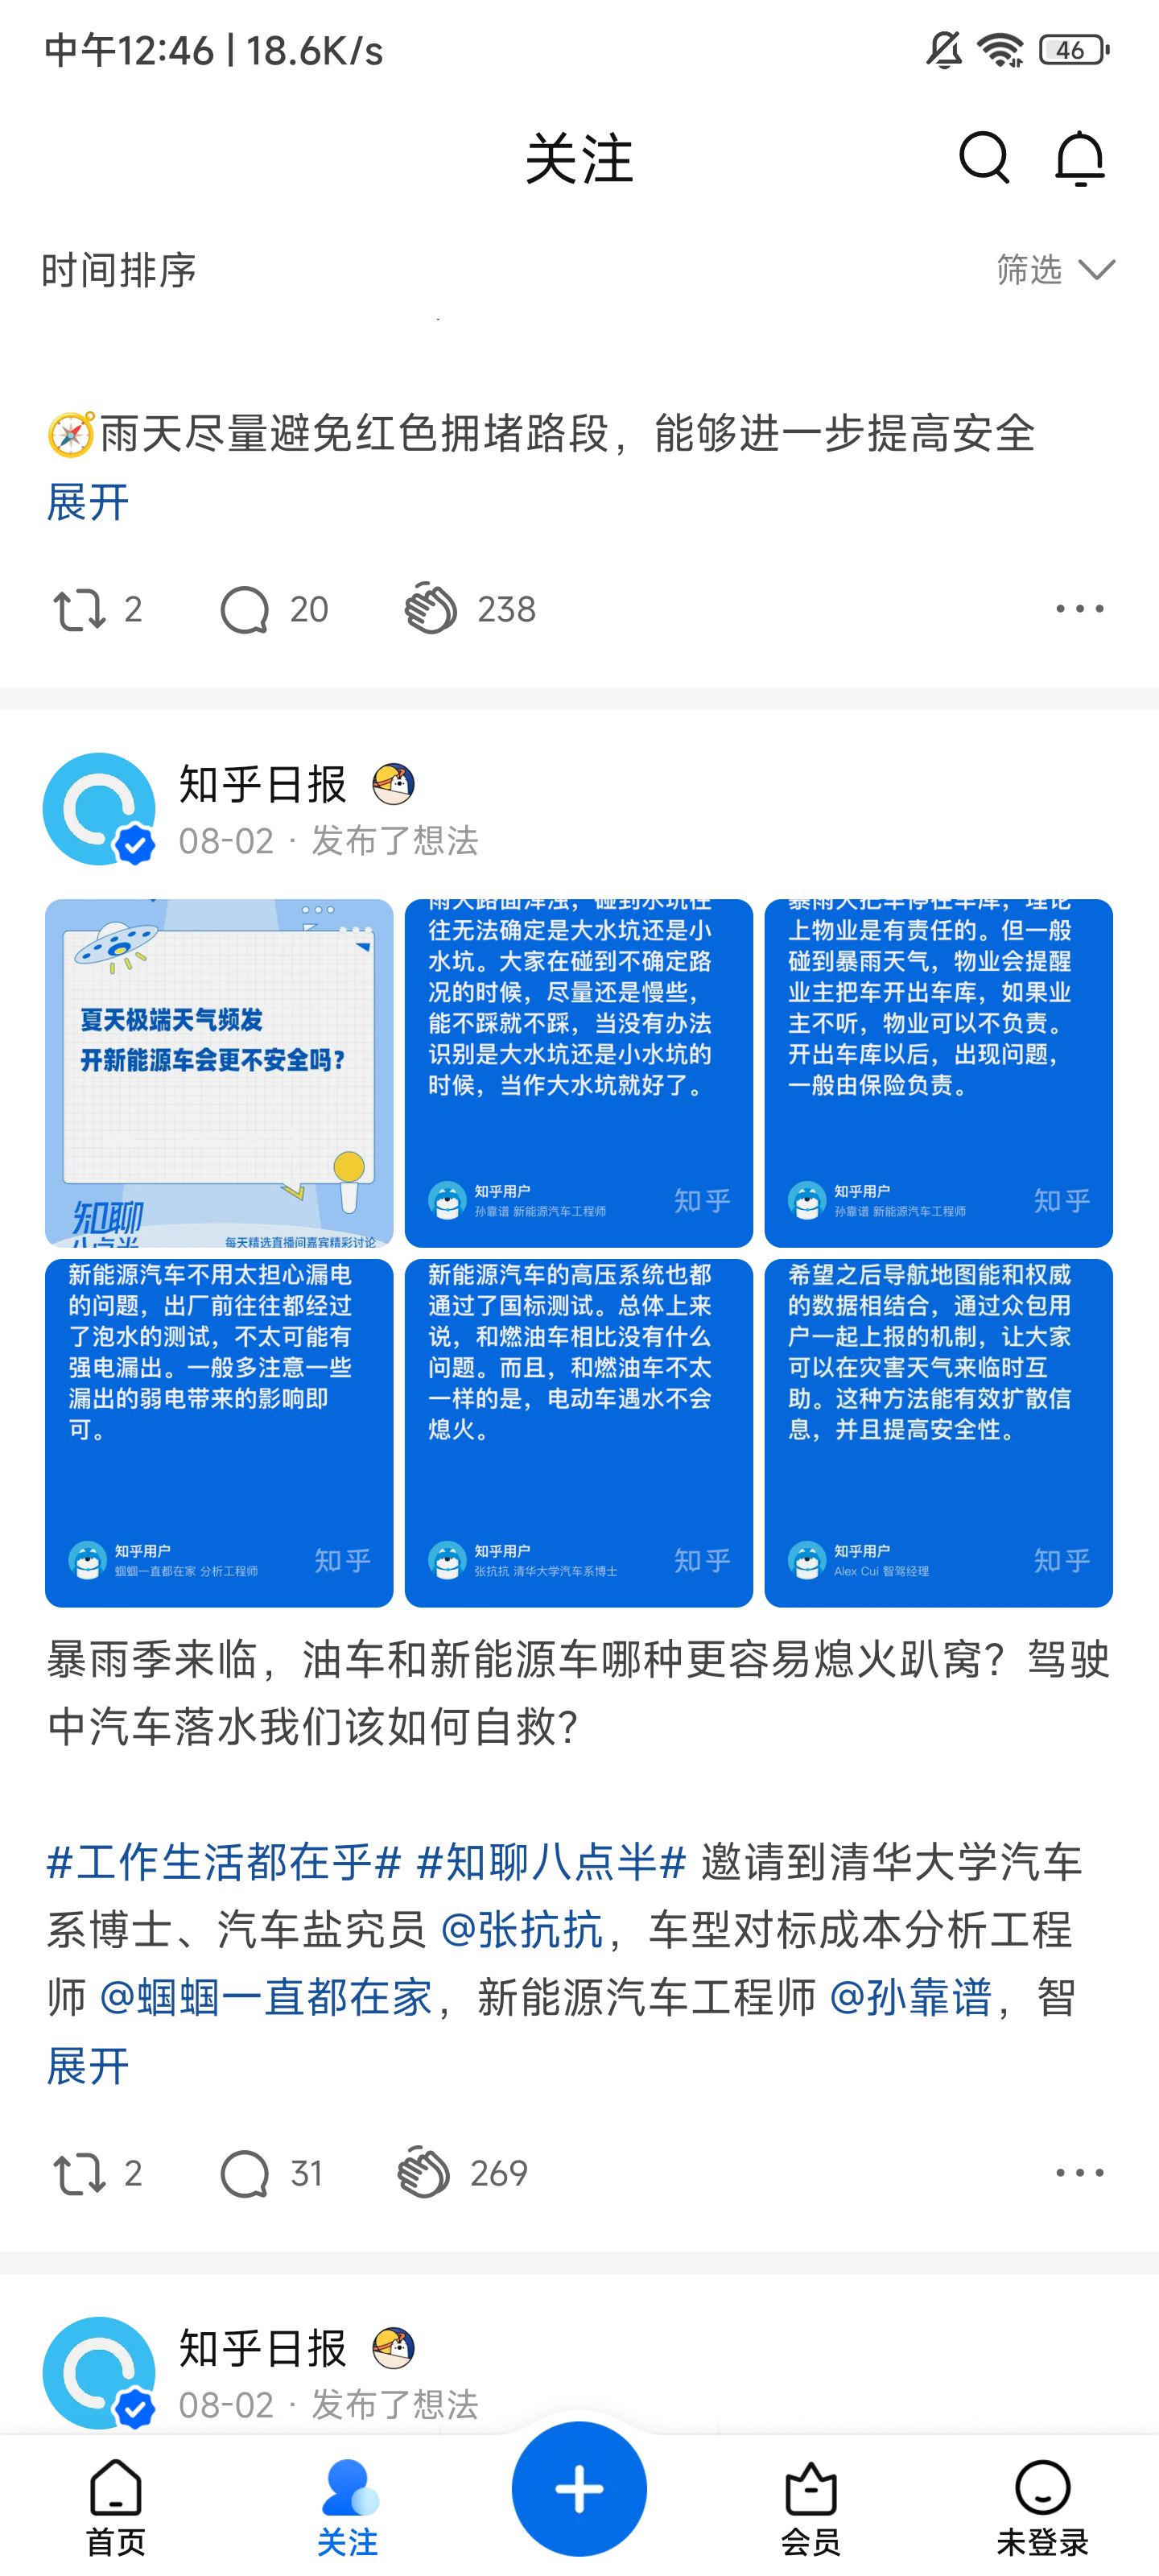 中午12:46 | 18.6K/s
46
关注
时间排序
筛选
雨天尽量避免红色拥堵路段，能够进一步提高安全
展开
2
20
238
知乎日报
08-02 · 发布了想法
夏天极端天气频发
开新能源车会更不安全吗？
知聊
八点半
每天精选直播间嘉宾精彩讨论
雨天路面浑浊，碰到水坑往
往无法确定是大水坑还是小
水坑。大家在碰到不确定路
况的时候，尽量还是慢些，
能不踩就不踩，当没有办法
识别是大水坑还是小水坑的
时候，当作大水坑就好了。
知乎用户
孙靠谱 新能源汽车工程师
知乎
暴雨天把车停在车库，理论
上物业是有责任的。但一般
碰到暴雨天气，物业会提醒
业主把车开出车库，如果业
主不听，物业可以不负责。
开出车库以后，出现问题，
一般由保险负责。
知乎用户
孙靠谱 新能源汽车工程师
知乎
新能源汽车不用太担心漏电
的问题，出厂前往往都经过
了泡水的测试，不太可能有
强电漏出。一般多注意一些
漏出的弱电带来的影响即
可。
知乎用户
蝈蝈一直都在家 分析工程师
知乎
新能源汽车的高压系统也都
通过了国标测试。总体上来
说，和燃油车相比没有什么
问题。而且，和燃油车不太
一样的是，电动车遇水不会
熄火。
知乎用户
张抗抗 清华大学汽车系博士
知乎
希望之后导航地图能和权威
的数据相结合，通过众包用
户一起上报的机制，让大家
可以在灾害天气来临时互
助。这种方法能有效扩散信
息，并且提高安全性。
知乎用户
Alex Cui 智驾经理
知乎
暴雨季来临，油车和新能源车哪种更容易熄火趴窝？驾驶
中汽车落水我们该如何自救？
#工作生活都在乎# #知聊八点半# 邀请到清华大学汽车
系博士、汽车盐究员 @张抗抗，车型对标成本分析工程
师 @蝈蝈一直都在家，新能源汽车工程师 @孙靠谱，智
展开
2
31
269
知乎日报
08-02 · 发布了想法
首页
关注
会员
未登录